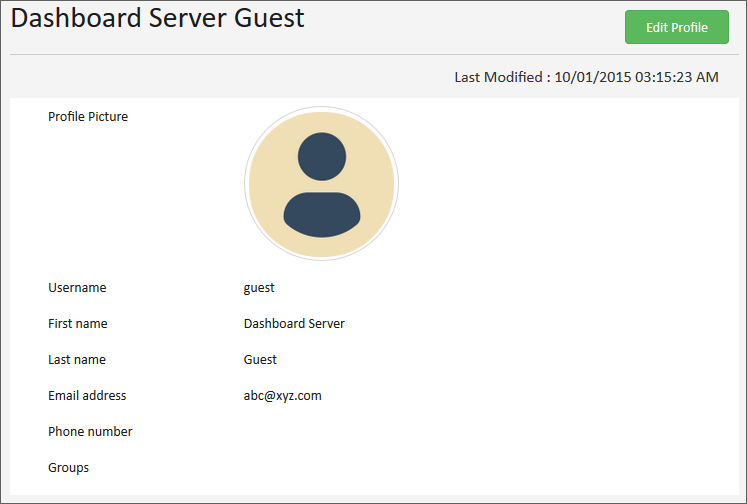 Dashboard Server Guest
Edit Profile
Last Modified : 10/01/2015 03:15:23 AM
Profile Picture
Username guest
First name Dashboard Server
Last name Guest
Email address abc@xyz.com
Phone number
Groups